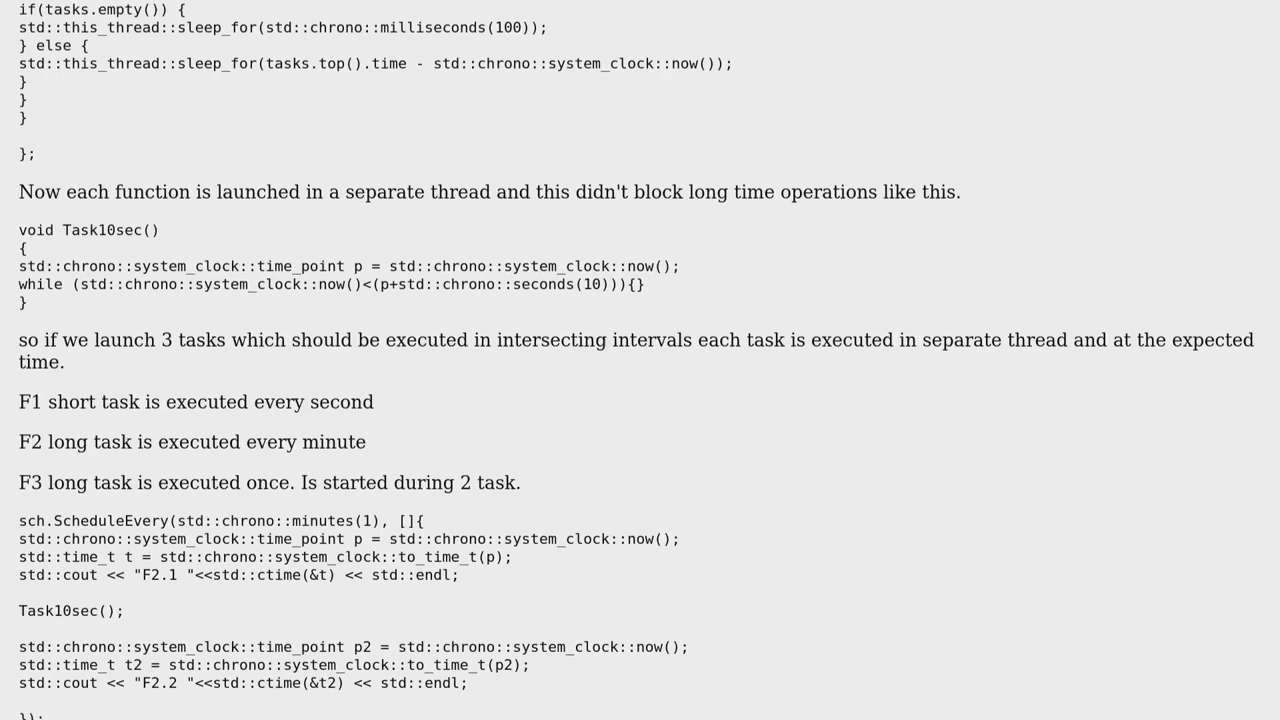 if(tasks.empty()) {
std::this_thread::sleep_for(std::chrono::milliseconds(100));
} else {
std::this_thread::sleep_for(tasks.top().time - std::chrono::system_clock::now());
}
}
}
};
Now each function is launched in a separate thread and this didn't block long time operations like this.
void Task10sec()
{
std::chrono::system_clock::time_point p = std::chrono::system_clock::now();
while (std::chrono::system_clock::now()<(p+std::chrono::seconds(10))){}
}
so if we launch 3 tasks which should be executed in intersecting intervals each task is executed in separate thread and at the expected
time.
F1 short task is executed every second
F2 long task is executed every minute
F3 long task is executed once. Is started during 2 task.
sch.ScheduleEvery(std::chrono::minutes(1), []{
std::chrono::system_clock::time_point p = std::chrono::system_clock::now();
std::time_t t = std::chrono::system_clock::to_time_t(p);
std::cout << "F2.1 "<<std::ctime(&t) << std::endl;
Task10sec();
std::chrono::system_clock::time_point p2 = std::chrono::system_clock::now();
std::time_t t2 = std::chrono::system_clock::to_time_t(p2);
std::cout << "F2.2 "<<std::ctime(&t2) << std::endl;
});